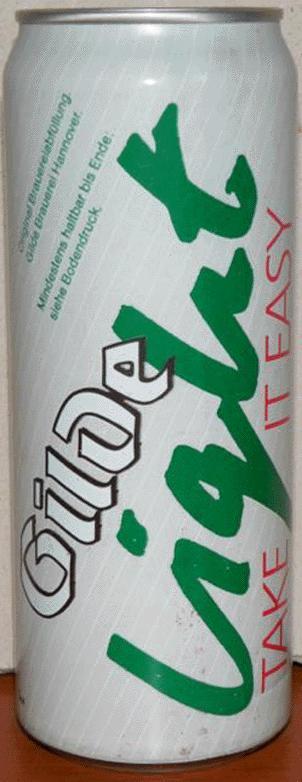 Original Brauereiabfüllung.
Gilde Brauerei Hannover.
Mindestens haltbar bis Ende:
siehe Bodendruck.
Gilde
light
TAKE IT EASY